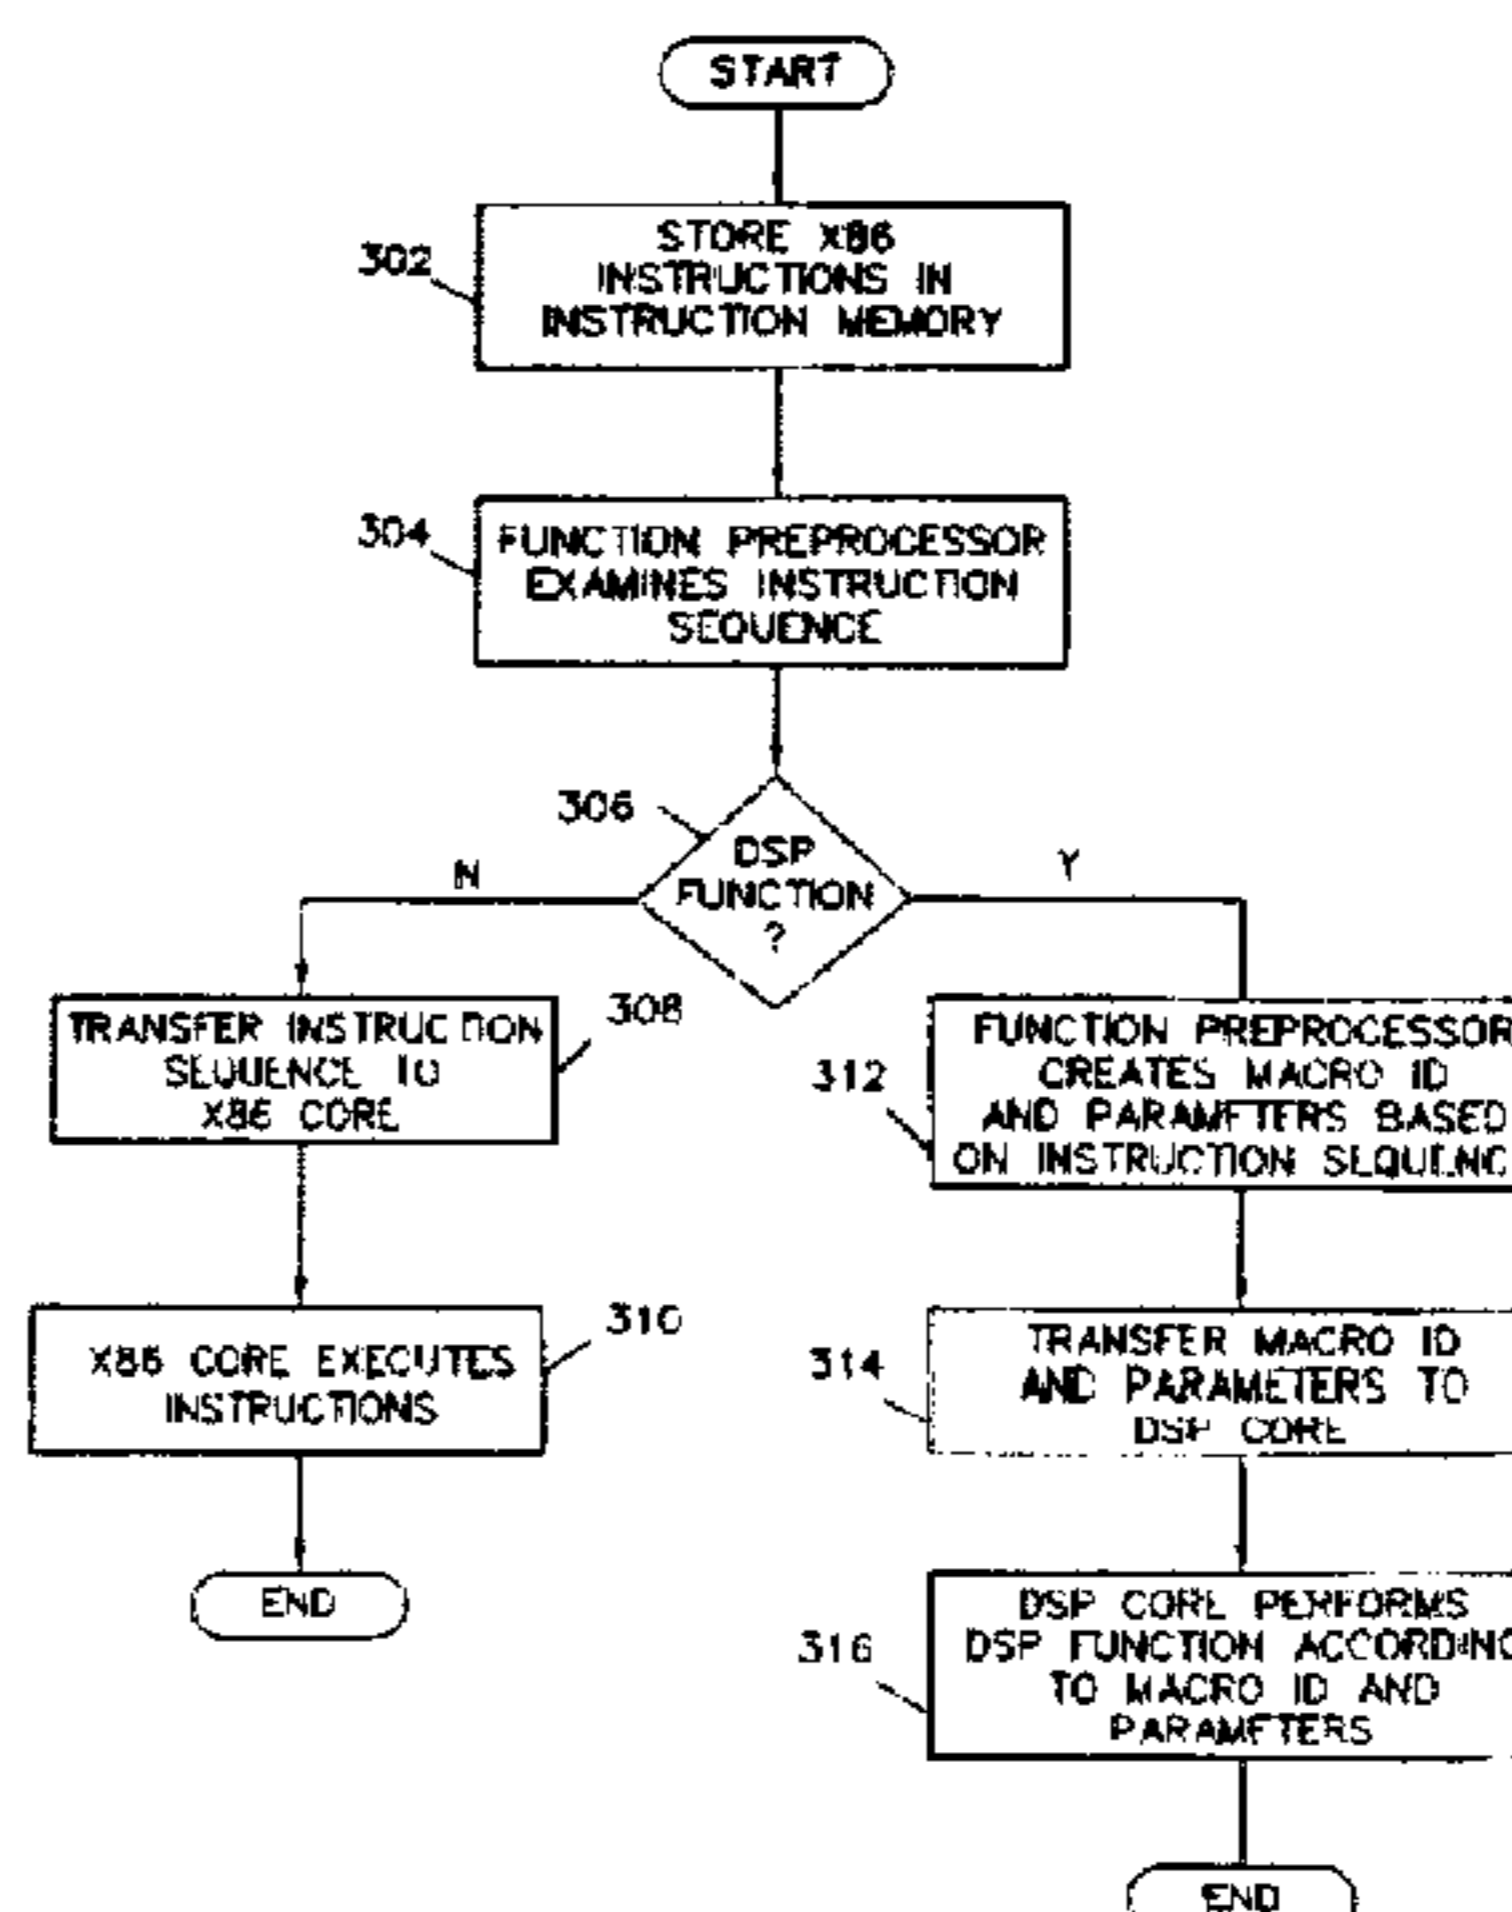 START
302
STORE X86
INSTRUCTIONS IN
INSTRUCTION MEMORY
304
FUNCTION PREPROCESSOR
EXAMINES INSTRUCTION
SEQUENCE
306
DSP
FUNCTION
?
N
Y
TRANSFER INSTRUCTION
SEQUENCE TO
X86 CORE
308
312
FUNCTION PREPROCESSOR
CREATES MACRO ID
AND PARAMETERS BASED
ON INSTRUCTION SEQUENC
X86 CORE EXECUTES
INSTRUCTIONS
310
314
TRANSFER MACRO ID
AND PARAMETERS TO
DSP CORE
END
316
DSP CORE PERFORMS
DSP FUNCTION ACCORDING
TO MACRO ID AND
PARAMETERS
END